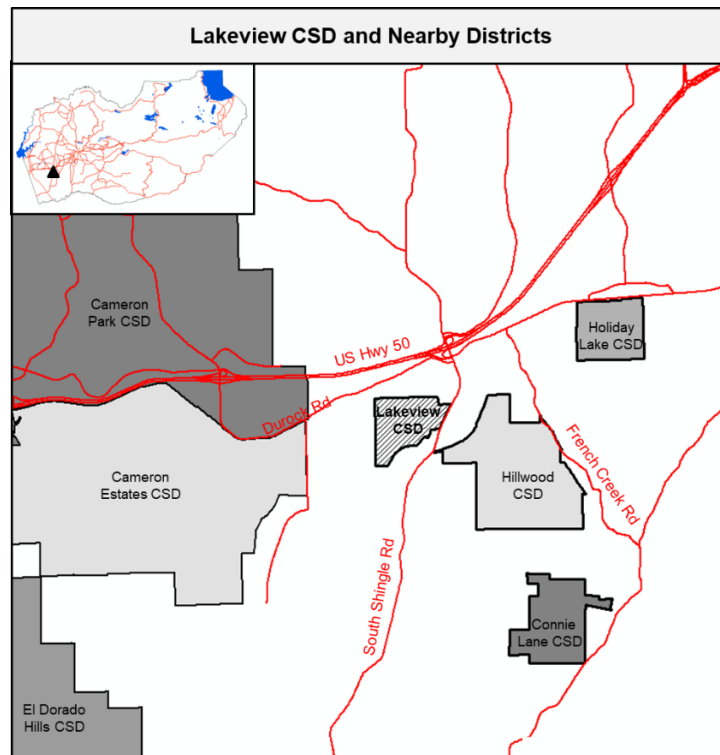 Lakeview CSD and Nearby Districts
Cameron
Park CSD
US Hwy 50
Holiday
Lake CSD
Durock Rd
Lakeview
CSD
French Creek Rd
Cameron
Estates CSD
Hillwood
CSD
South Shingle Rd
Connie
Lane CSD
El Dorado
Hills CSD